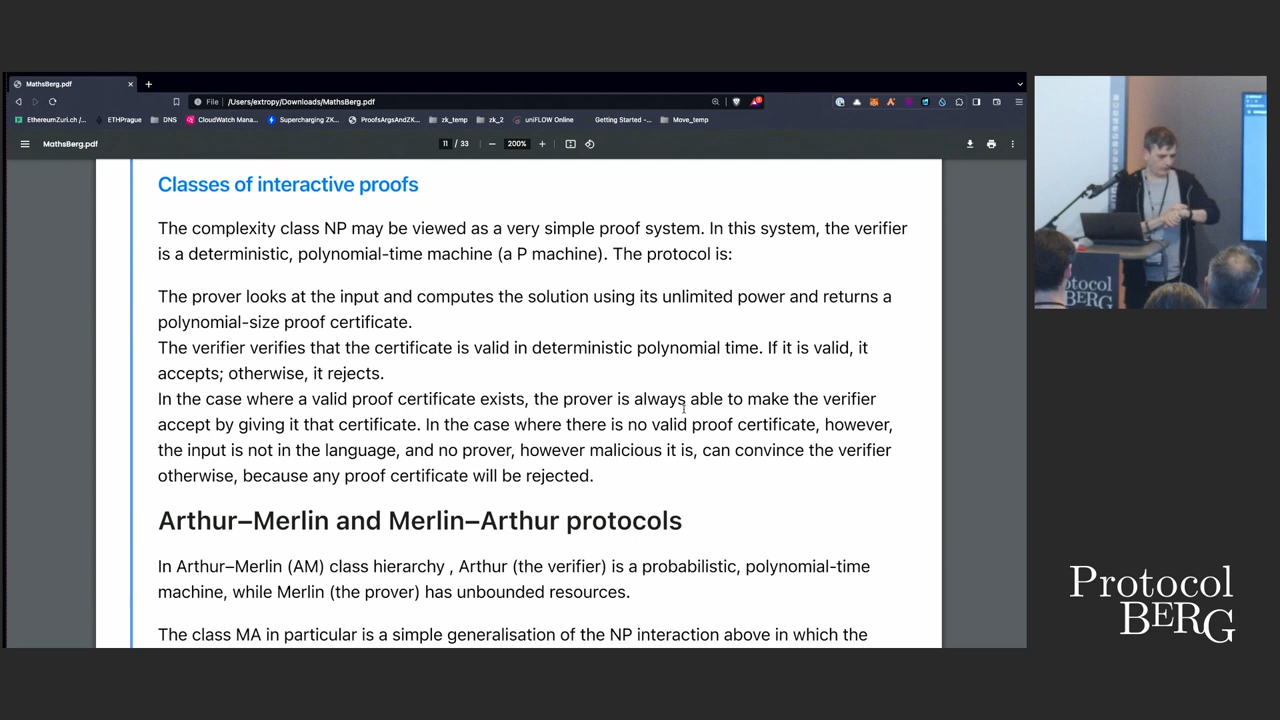 MathsBerg.pdf
File
/Users/extropy/Downloads/MathsBerg.pdf
EthereumZuri.ch /...
ETHPrague
DNS
CloudWatch Mana...
Supercharging ZK...
ProofsArgsAndZK...
zk_temp
zk_2
uniFLOW Online
Getting Started -...
Move_temp
MathsBerg.pdf
11 / 33
200%
Classes of interactive proofs
The complexity class NP may be viewed as a very simple proof system. In this system, the verifier
is a deterministic, polynomial-time machine (a P machine). The protocol is:
The prover looks at the input and computes the solution using its unlimited power and returns a
polynomial-size proof certificate.
The verifier verifies that the certificate is valid in deterministic polynomial time. If it is valid, it
accepts; otherwise, it rejects.
In the case where a valid proof certificate exists, the prover is always able to make the verifier
accept by giving it that certificate. In the case where there is no valid proof certificate, however,
the input is not in the language, and no prover, however malicious it is, can convince the verifier
otherwise, because any proof certificate will be rejected.
Arthur–Merlin and Merlin–Arthur protocols
In Arthur–Merlin (AM) class hierarchy , Arthur (the verifier) is a probabilistic, polynomial-time
machine, while Merlin (the prover) has unbounded resources.
The class MA in particular is a simple generalisation of the NP interaction above in which the
otocol
BERG
Protocol
BERG